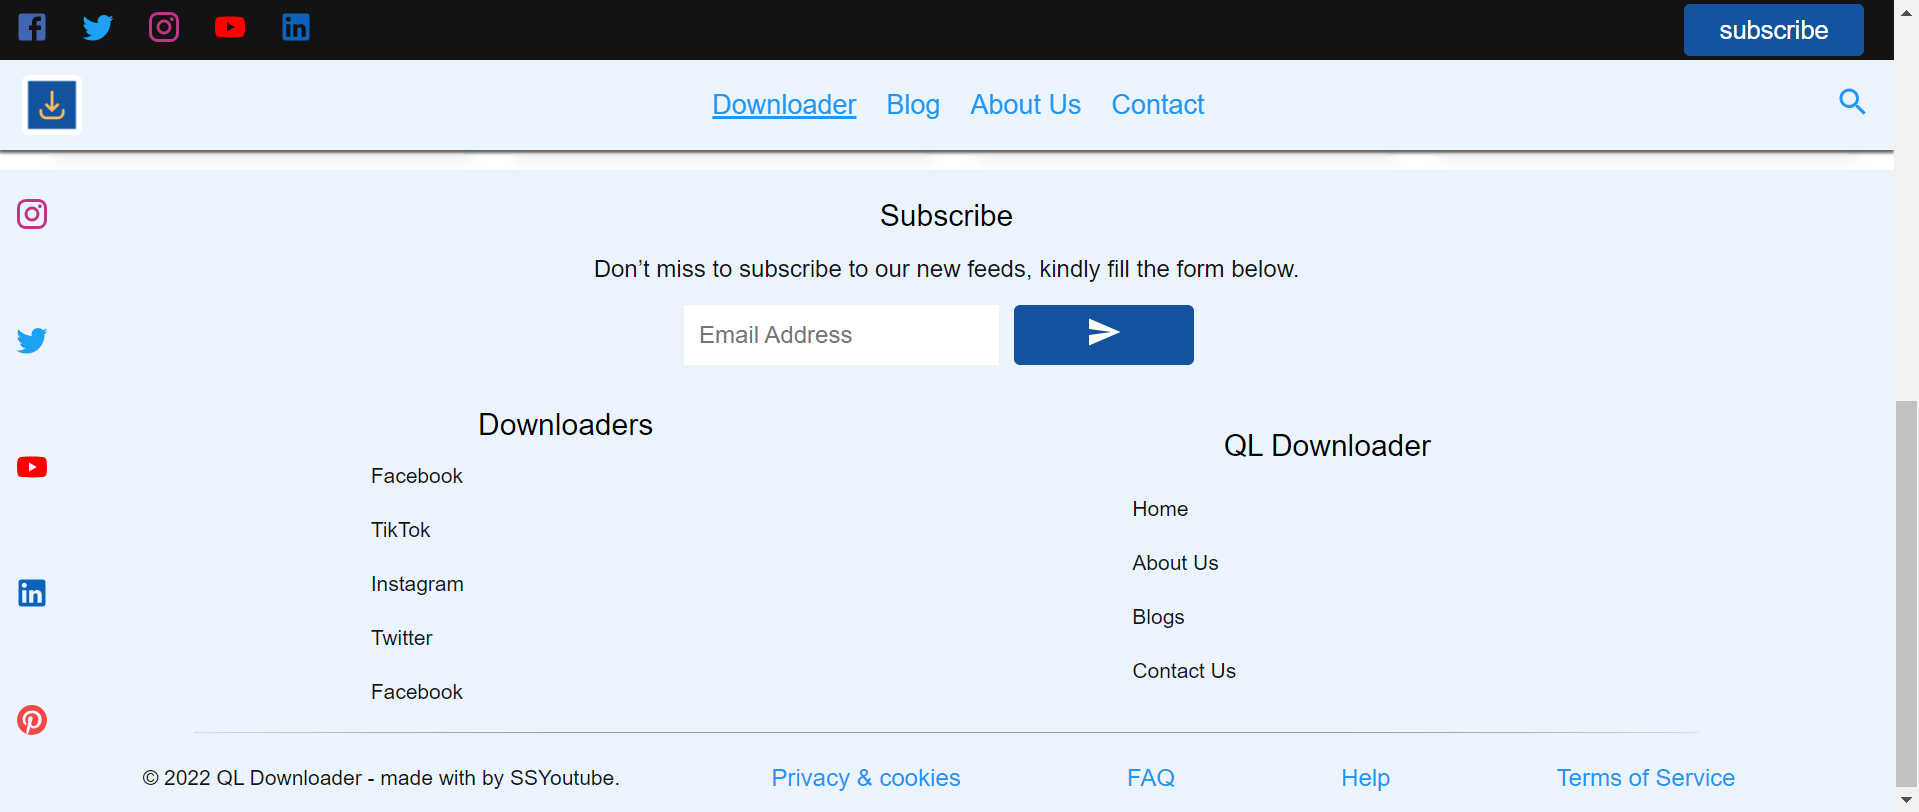 subscribe
Downloader Blog About Us Contact
Subscribe
Don’t miss to subscribe to our new feeds, kindly fill the form below.
Email Address
Downloaders
Facebook
TikTok
Instagram
Twitter
Facebook
QL Downloader
Home
About Us
Blogs
Contact Us
© 2022 QL Downloader - made with by SSYoutube. Privacy & cookies FAQ Help Terms of Service